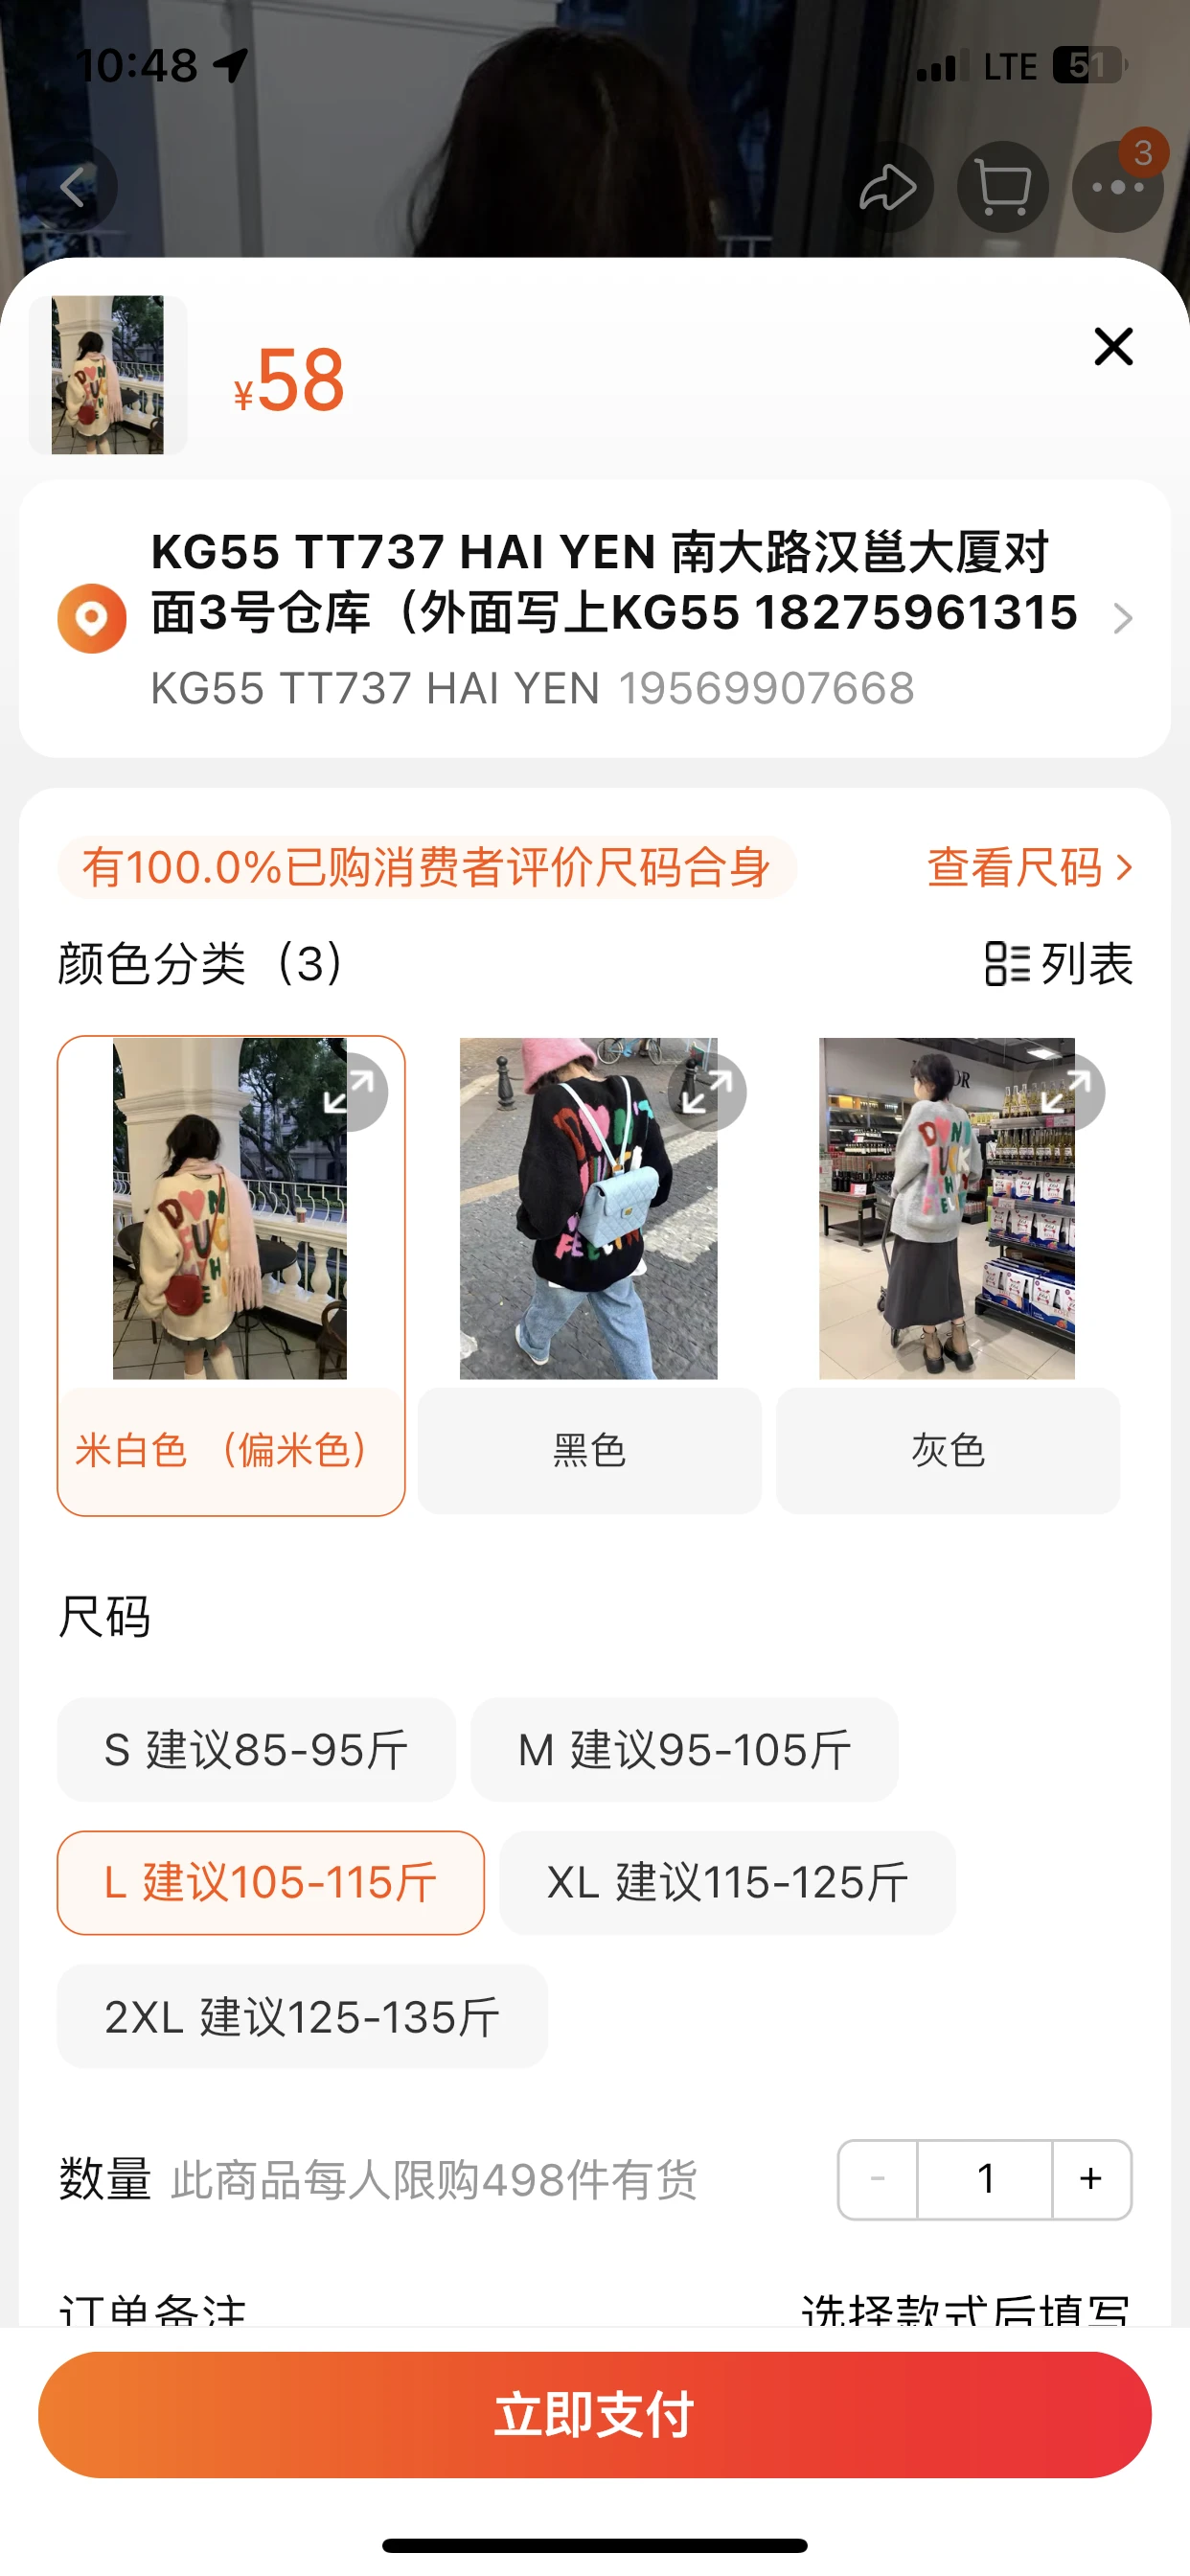 10:48
LTE 51
3
¥58
KG55 TT737 HAI YEN 南大路汉邕大厦对
面3号仓库（外面写上KG55 18275961315
KG55 TT737 HAI YEN 19569907668
有100.0%已购消费者评价尺码合身
查看尺码
颜色分类（3）
列表
米白色 （偏米色）
黑色
灰色
尺码
S 建议85-95斤
M 建议95-105斤
L 建议105-115斤
XL 建议115-125斤
2XL 建议125-135斤
数量 此商品每人限购498件有货
- 1 +
订单备注
选择款式后填写
立即支付